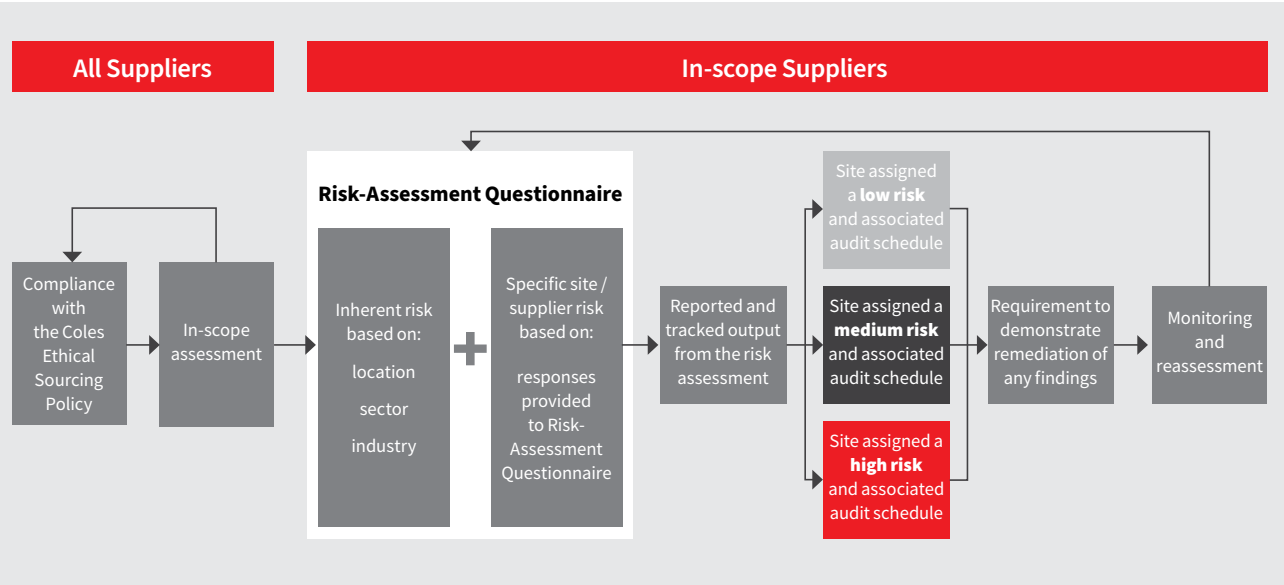 All Suppliers
In-scope Suppliers
Compliance
with
the Coles
Ethical
Sourcing
Policy
In-scope
assessment
Risk-Assessment Questionnaire
Inherent risk
based on:
location
sector
industry
+
Specific site /
supplier risk
based on:
responses
provided
to Risk-
Assessment
Questionnaire
Reported and
tracked output
from the risk
assessment
Site assigned
a low risk
and associated
audit schedule
Site assigned a
medium risk
and associated
audit schedule
Site assigned a
high risk
and associated
audit schedule
Requirement to
demonstrate
remediation of
any findings
Monitoring
and
reassessment